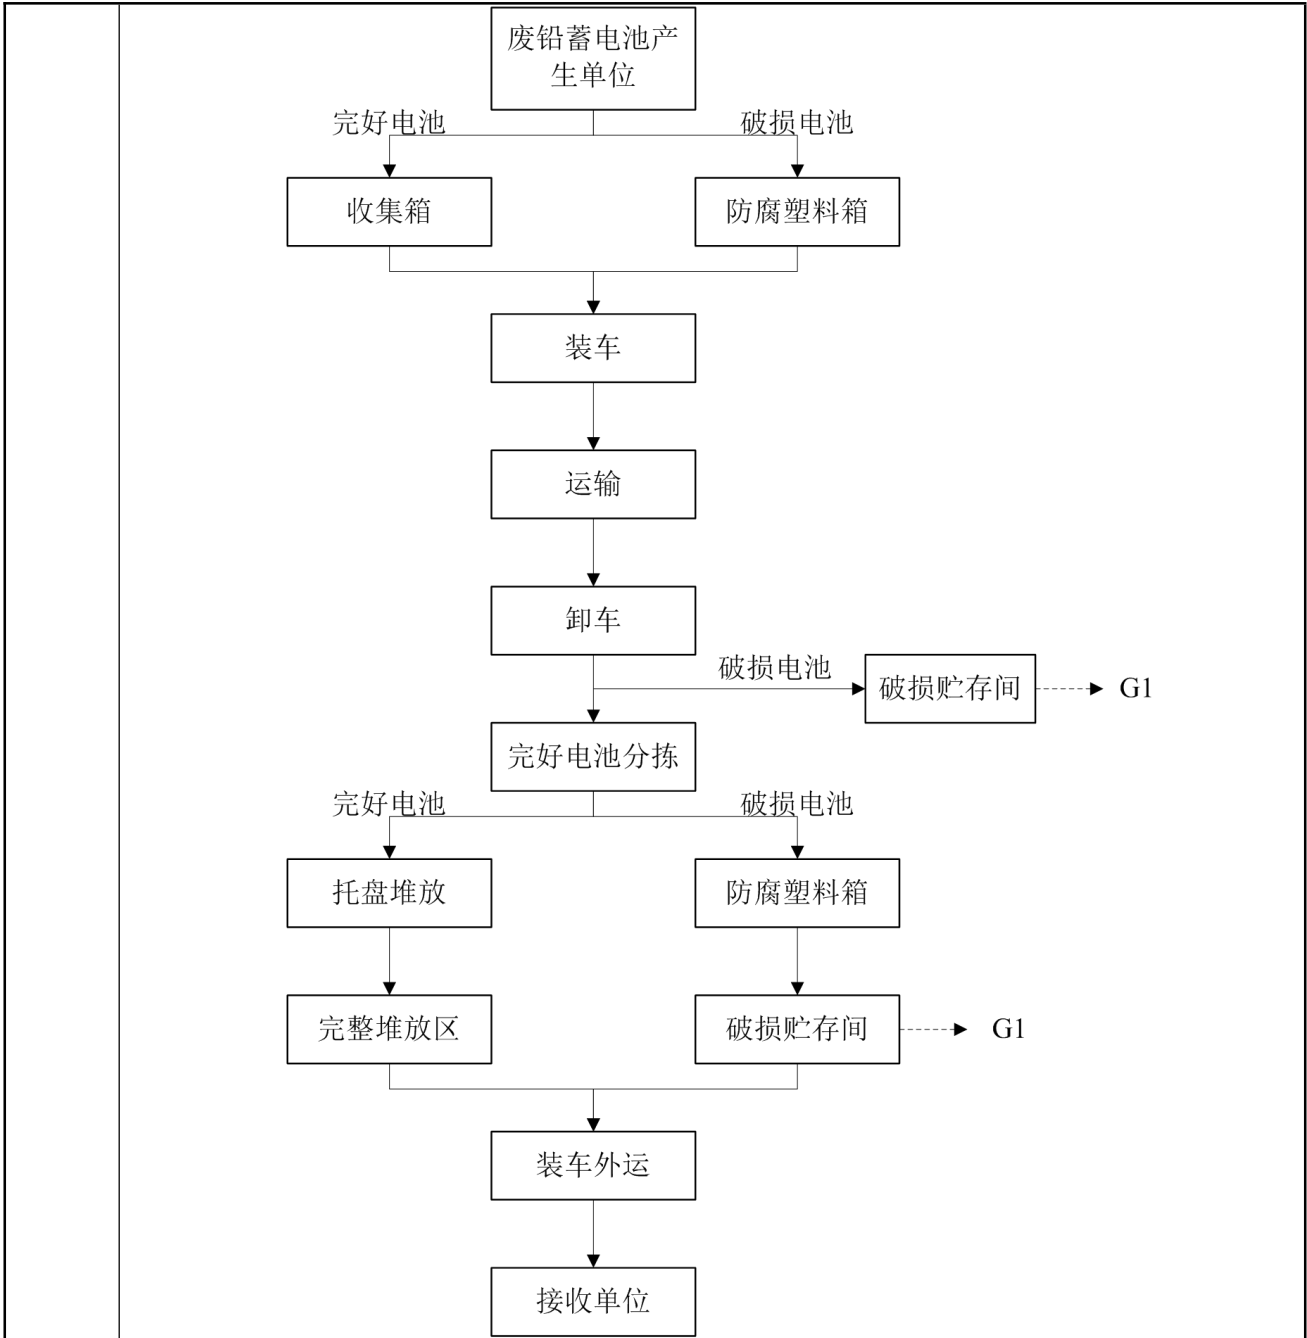 废铅蓄电池产
生单位
完好电池
破损电池
收集箱
防腐塑料箱
装车
运输
卸车
破损电池
破损贮存间
G1
完好电池分拣
完好电池
破损电池
托盘堆放
防腐塑料箱
完整堆放区
破损贮存间
G1
装车外运
接收单位